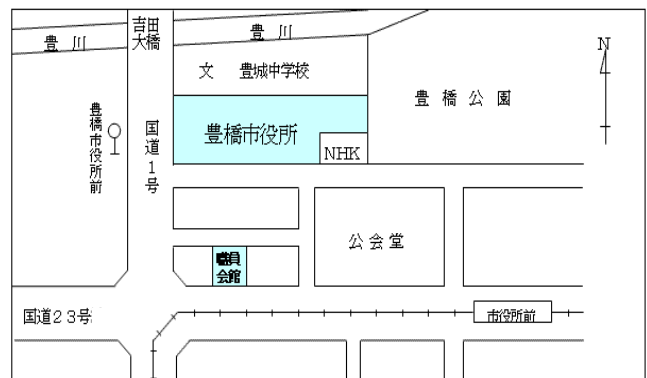 吉田
大橋
豊 川
豊 川
文 豊城中学校
豊橋公園
N
豊橋市役所前
国道1号
豊橋市役所
NHK
公会堂
職員
会館
国道23号
市役所前